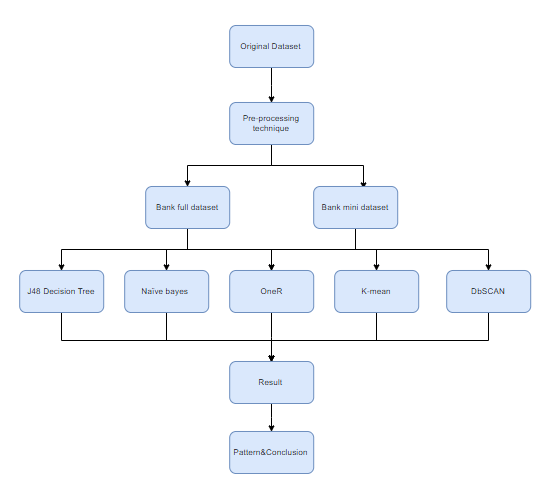 Original Dataset
Pre-processing
technique
Bank full dataset
Bank mini dataset
J48 Decision Tree
Naïve bayes
OneR
K-mean
DbSCAN
Result
Pattern&Conclusion